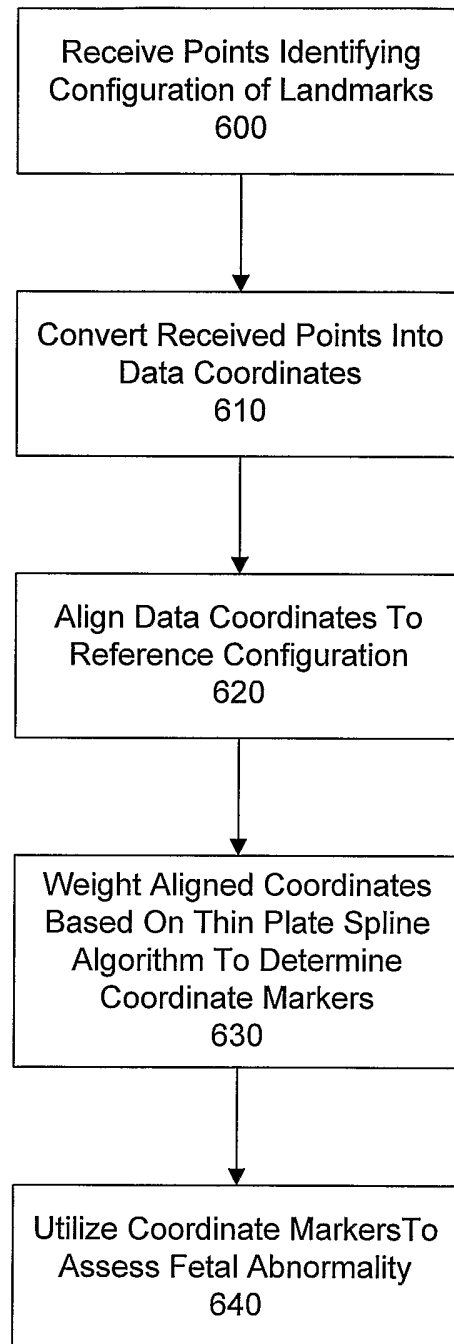 Receive Points Identifying
Configuration of Landmarks
600
Convert Received Points Into
Data Coordinates
610
Align Data Coordinates To
Reference Configuration
620
Weight Aligned Coordinates
Based On Thin Plate Spline
Algorithm To Determine
Coordinate Markers
630
Utilize Coordinate MarkersTo
Assess Fetal Abnormality
640